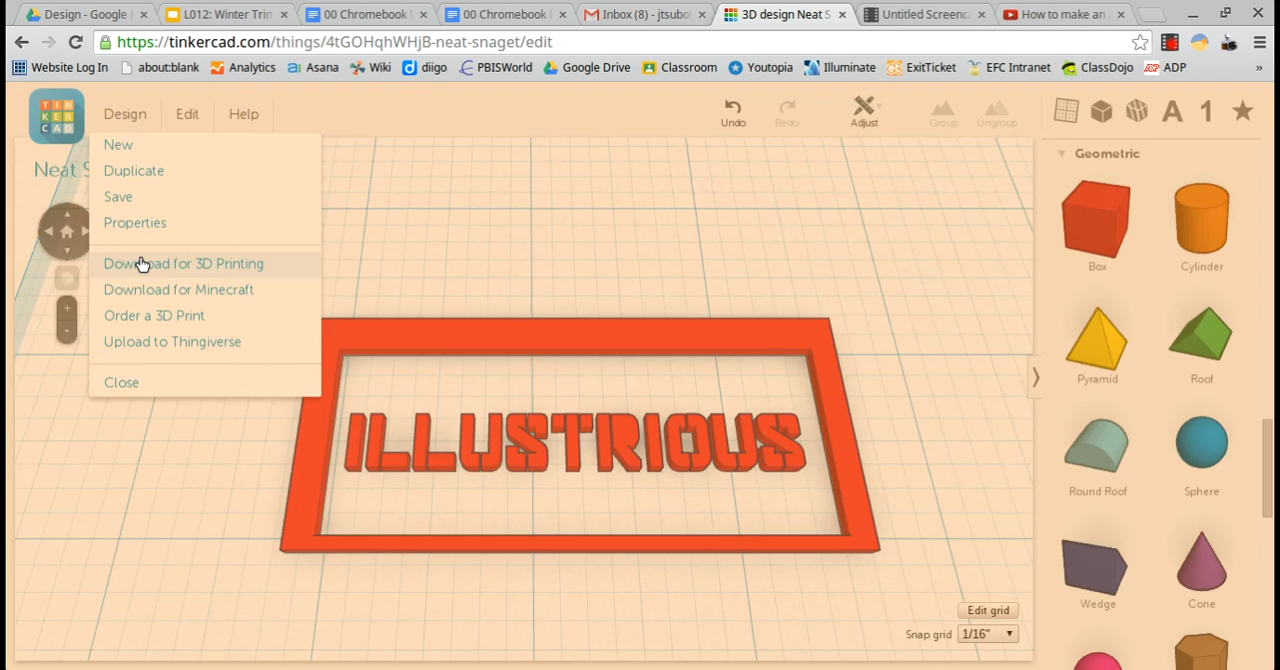 Design - Google
L012: Winter Trin
00 Chromebook
00 Chromebook
Inbox (8) - jtsubo
3D design Neat S
Untitled Screenca
How to make an
https://tinkercad.com/things/4tGOHqhWHjB-neat-snaget/edit
Website Log In
about:blank
Analytics
Asana
Wiki
diigo
PBISWorld
Google Drive
Classroom
Youtopia
Illuminate
ExitTicket
EFC Intranet
ClassDojo
ADP
»
TINKERCAD
Design
Edit
Help
Undo
Redo
Adjust
Group
Ungroup
A
1
Neat S
New
Duplicate
Save
Properties
Download for 3D Printing
Download for Minecraft
Order a 3D Print
Upload to Thingiverse
Close
+
-
ILLUSTRIOUS
Geometric
Box
Cylinder
Pyramid
Roof
Round Roof
Sphere
Wedge
Cone
Edit grid
Snap grid
1/16"